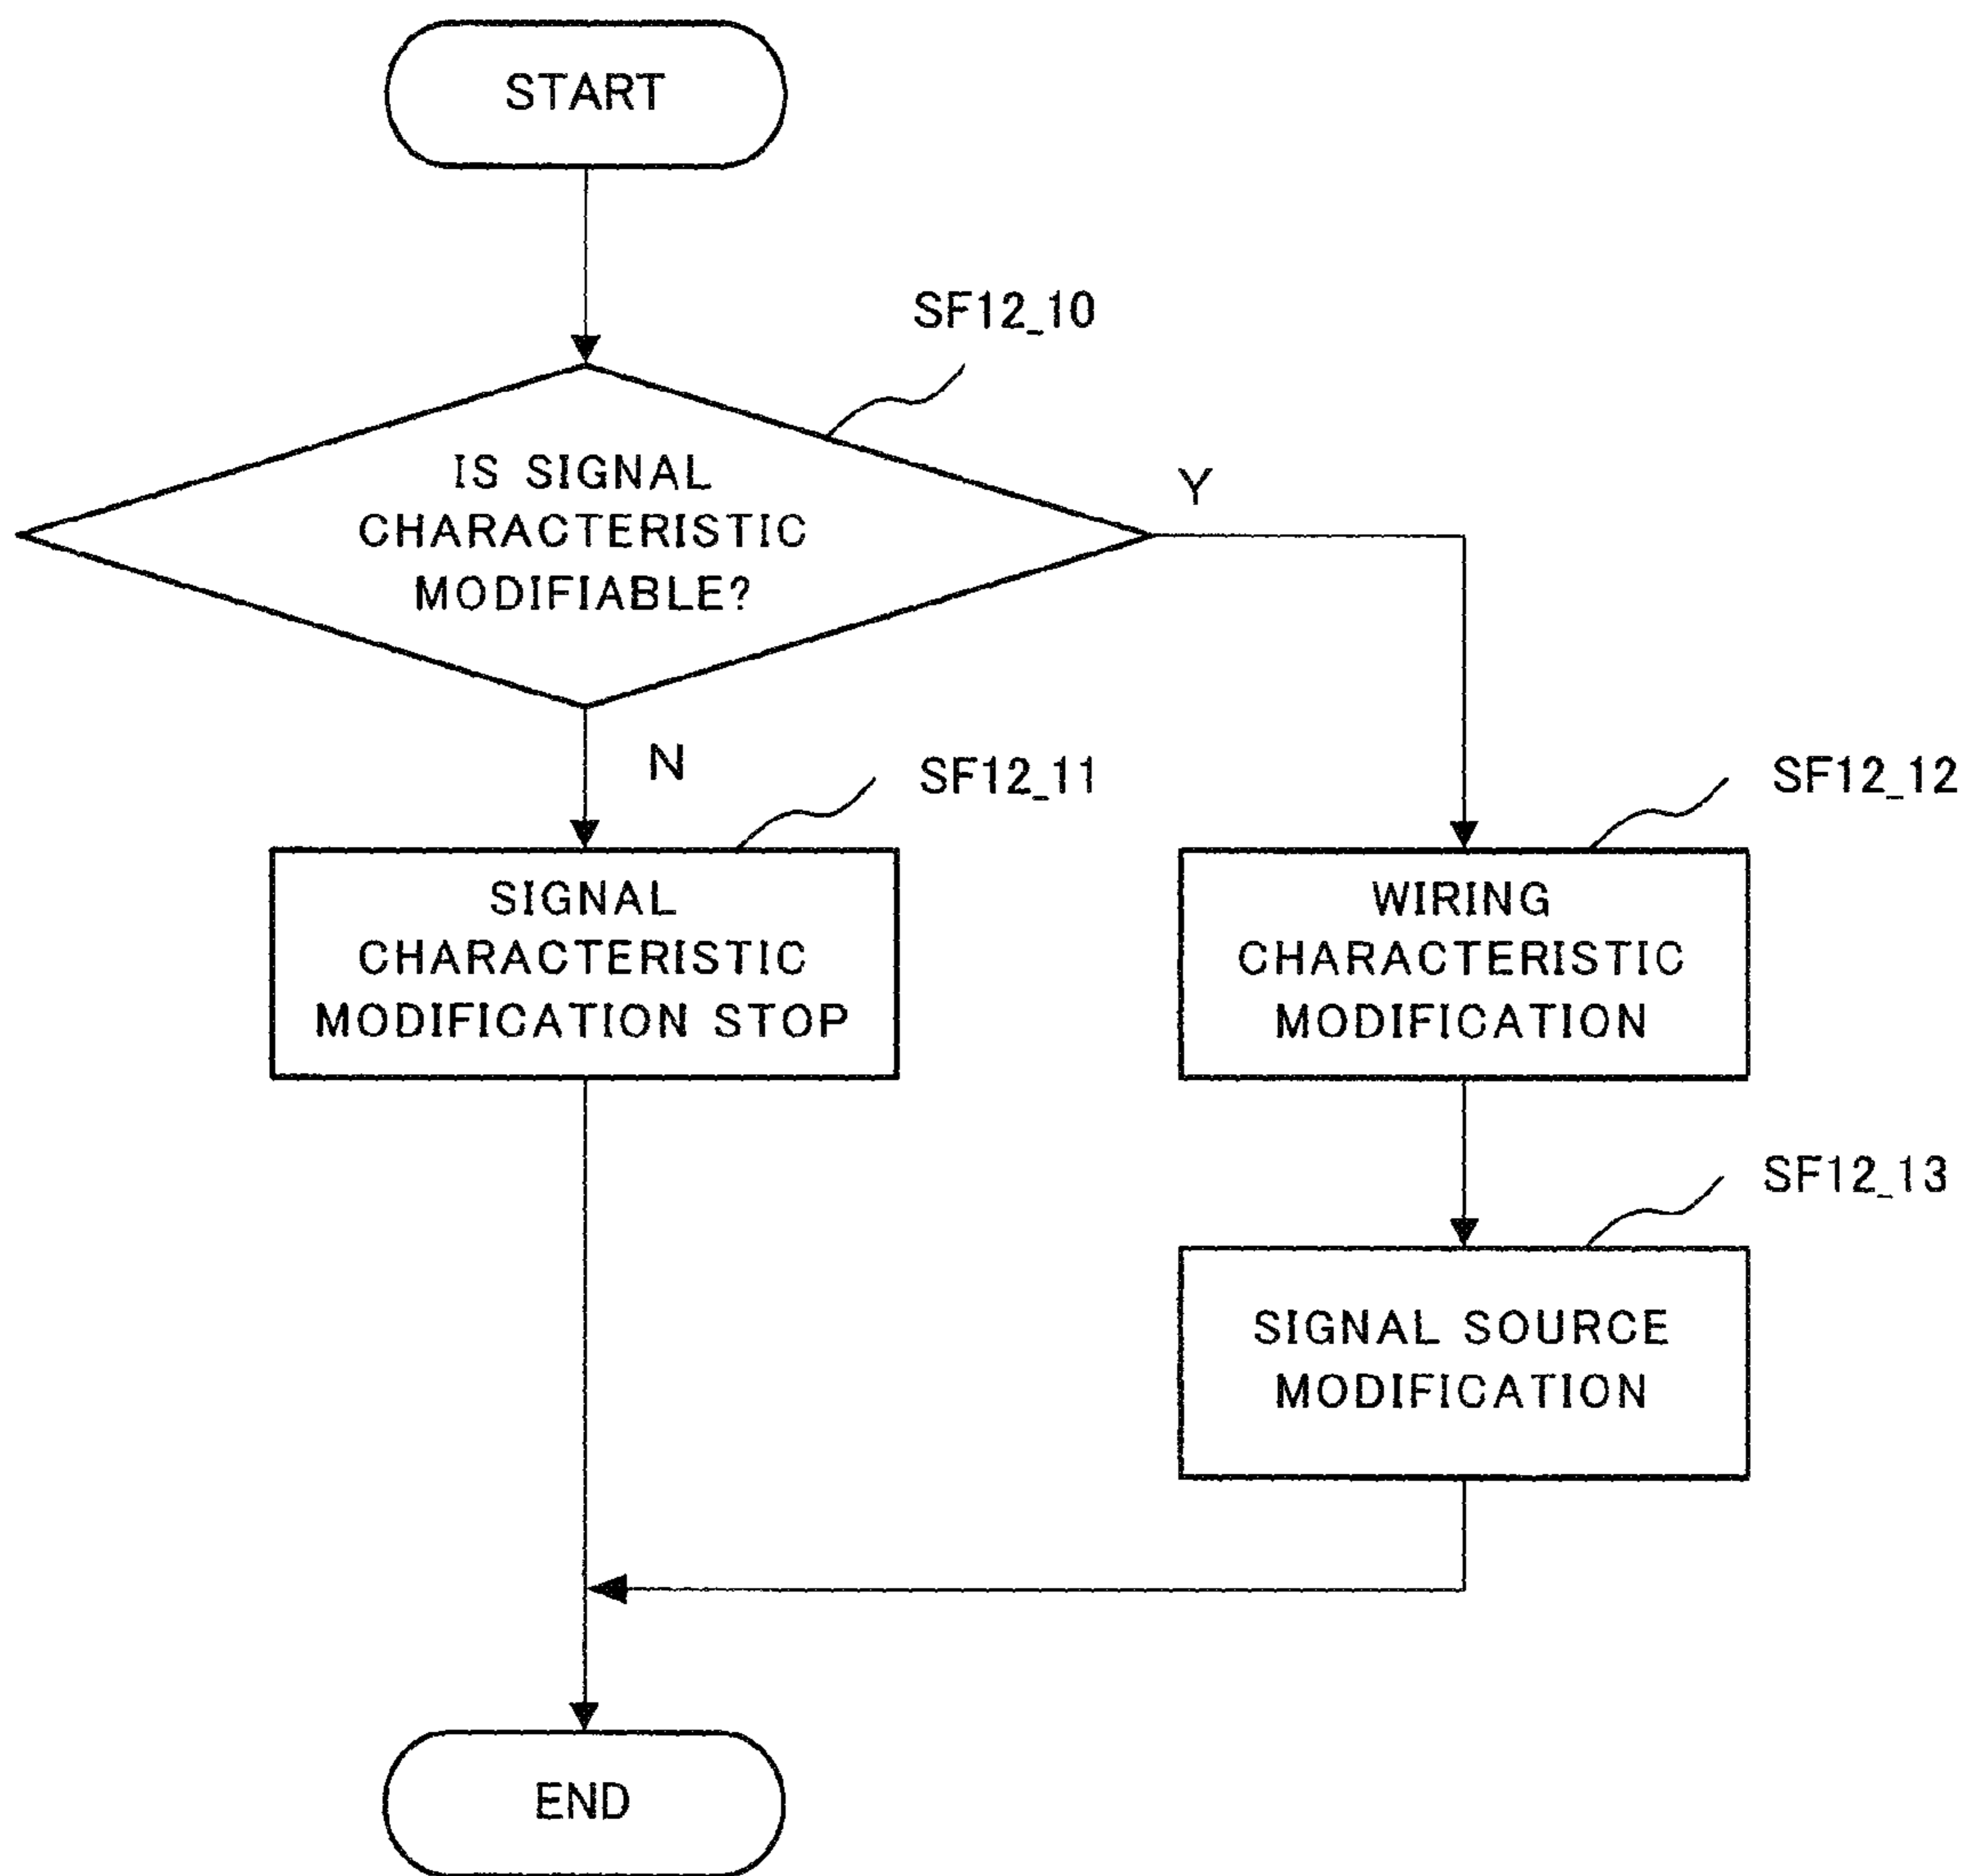 START
SF12_10
IS SIGNAL
CHARACTERISTIC
MODIFIABLE?
Y
N
SF12_11
SF12_12
SIGNAL
CHARACTERISTIC
MODIFICATION STOP
WIRING
CHARACTERISTIC
MODIFICATION
SF12_13
SIGNAL SOURCE
MODIFICATION
END